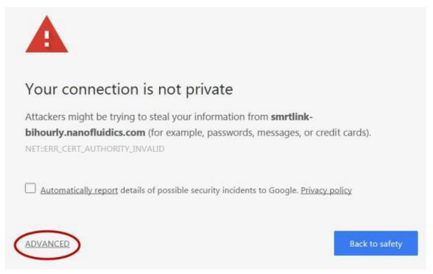 Your connection is not private
Attackers might be trying to steal your information from smrtlink-
bihourly.nanofluidics.com (for example, passwords, messages, or credit cards).
NET::ERR_CERT_AUTHORITY_INVALID
Automatically report details of possible security incidents to Google. Privacy policy
ADVANCED
Back to safety